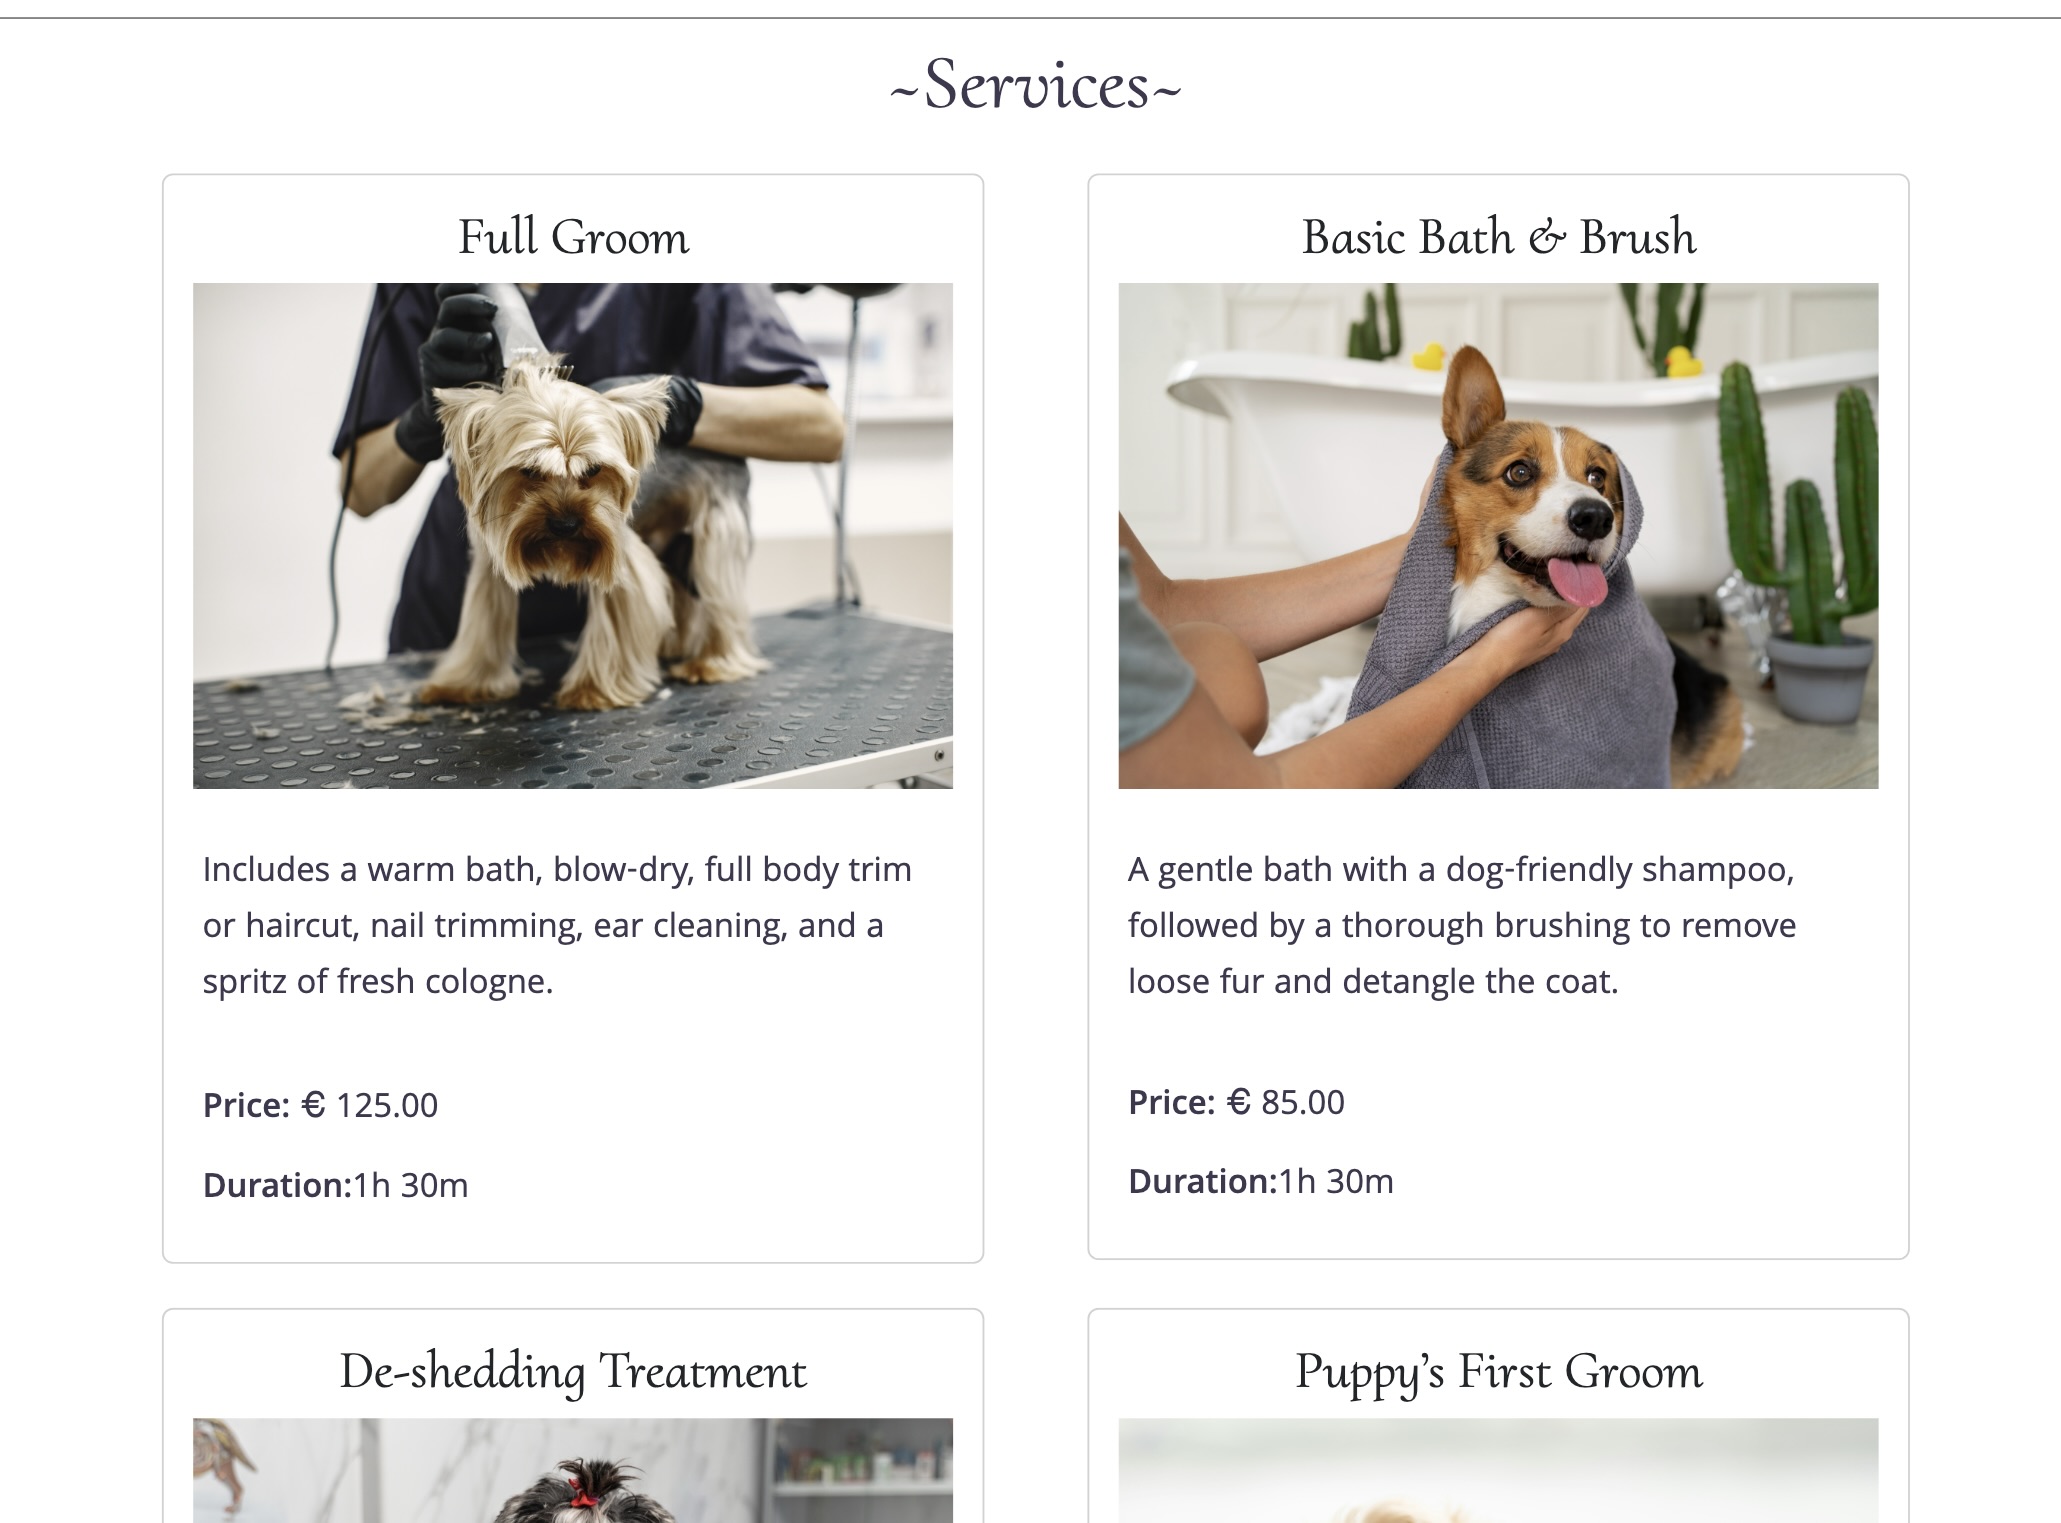 ~Services~
Full Groom
Includes a warm bath, blow-dry, full body trim
or haircut, nail trimming, ear cleaning, and a
spritz of fresh cologne.
Price: € 125.00
Duration:1h 30m
Basic Bath & Brush
A gentle bath with a dog-friendly shampoo,
followed by a thorough brushing to remove
loose fur and detangle the coat.
Price: € 85.00
Duration:1h 30m
De-shedding Treatment
Puppy’s First Groom